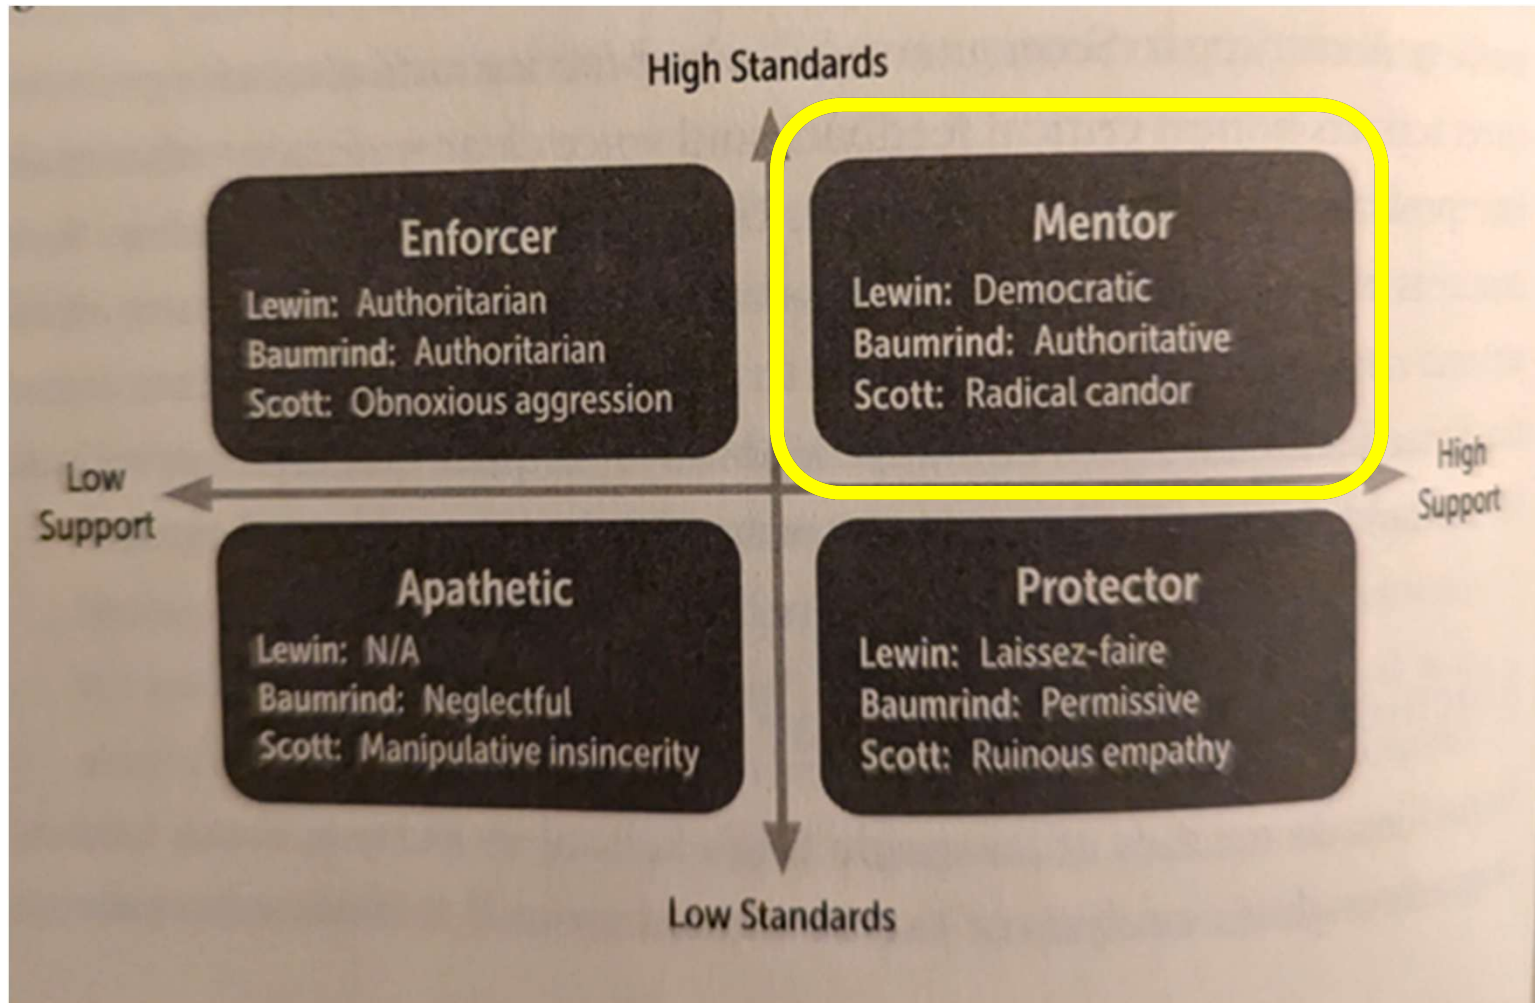 High Standards
Enforcer
Lewin: Authoritarian
Baumrind: Authoritarian
Scott: Obnoxious aggression
Mentor
Lewin: Democratic
Baumrind: Authoritative
Scott: Radical candor
Low
Support
High
Support
Apathetic
Lewin: N/A
Baumrind: Neglectful
Scott: Manipulative insincerity
Protector
Lewin: Laissez-faire
Baumrind: Permissive
Scott: Ruinous empathy
Low Standards